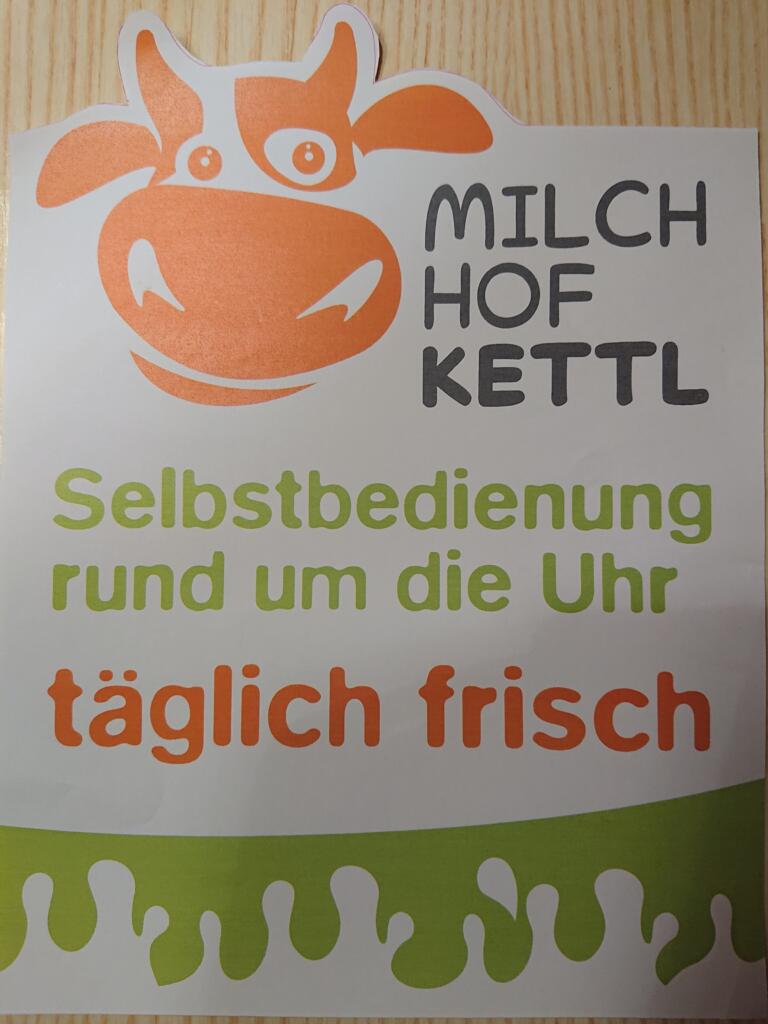 MILCH
HOF
KETTL
Selbstbedienung
rund um die Uhr
täglich frisch